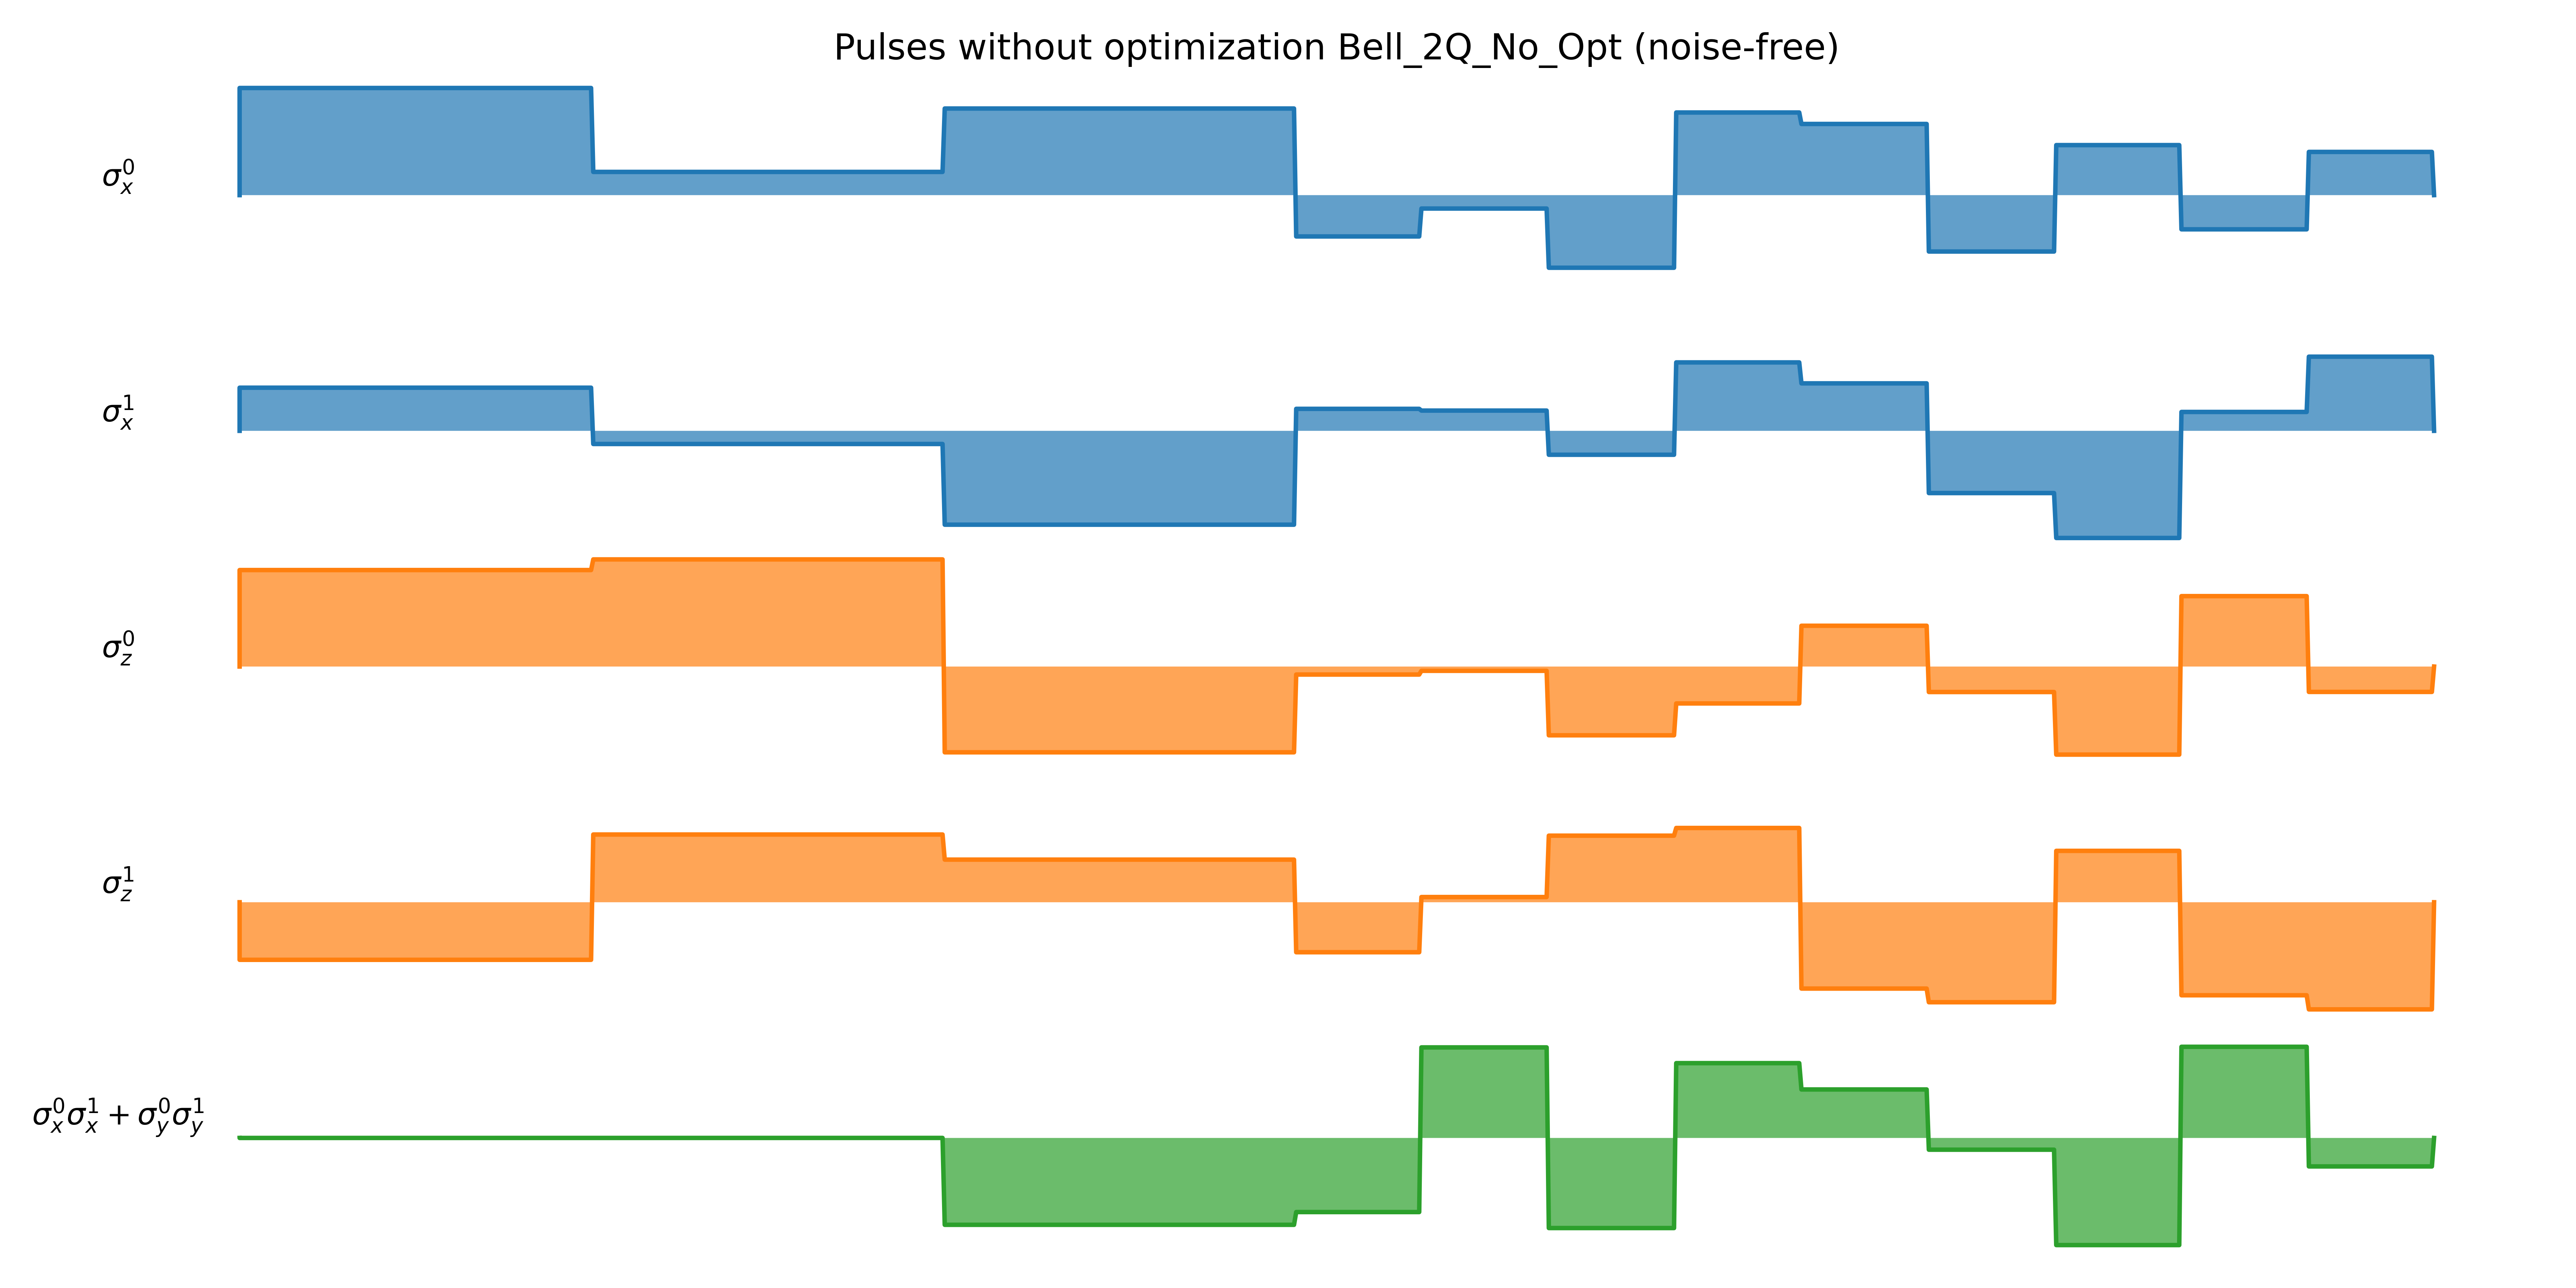 Pulses without optimization Bell_2Q_No_Opt (noise-free)
σ_x^0
σ_x^1
σ_z^0
σ_z^1
σ_x^0σ_x^1 + σ_y^0σ_y^1